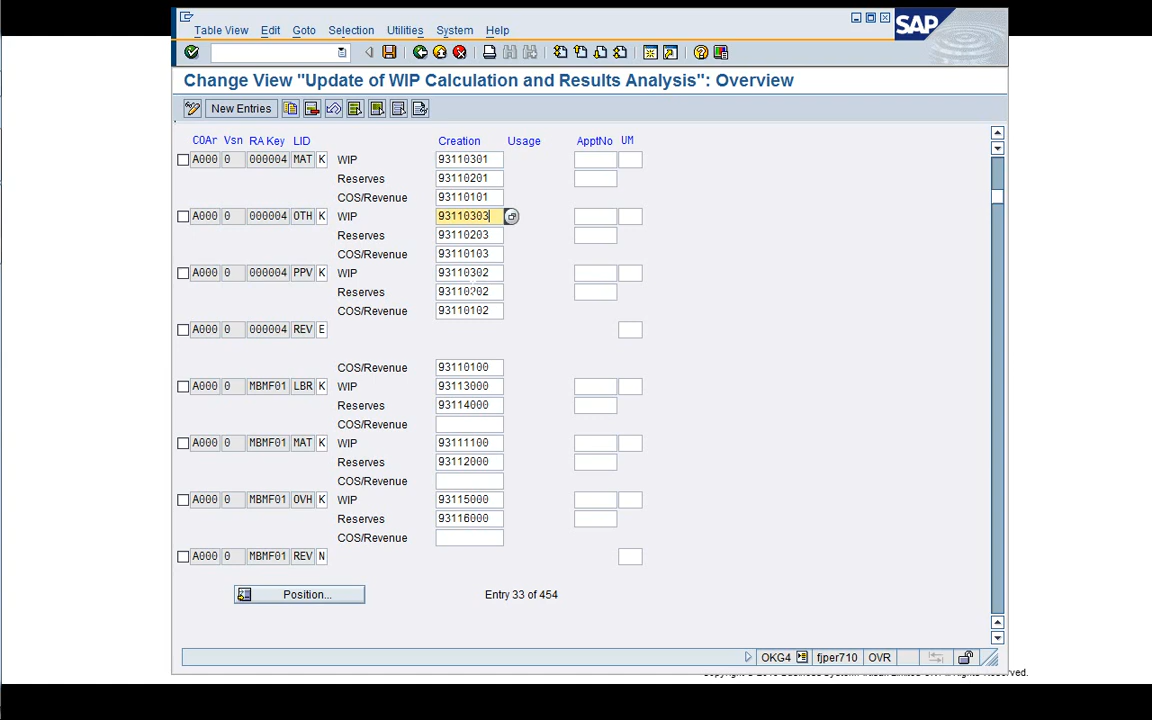 Table View Edit Goto Selection Utilities System Help
SAP
Change View "Update of WIP Calculation and Results Analysis": Overview
New Entries
COAr Vsn RA Key LID Creation Usage ApptNo UM
A000 0 000004 MAT K WIP 93110301
Reserves 93110201
COS/Revenue 93110101
A000 0 000004 OTH K WIP 93110303
Reserves 93110203
COS/Revenue 93110103
A000 0 000004 PPV K WIP 93110302
Reserves 93110202
COS/Revenue 93110102
A000 0 000004 REV E
COS/Revenue 93110100
A000 0 MBMF01 LBR K WIP 93113000
Reserves 93114000
COS/Revenue
A000 0 MBMF01 MAT K WIP 93111100
Reserves 93112000
COS/Revenue
A000 0 MBMF01 OVH K WIP 93115000
Reserves 93116000
COS/Revenue
A000 0 MBMF01 REV N
Position... Entry 33 of 454
OKG4 fjper710 OVR